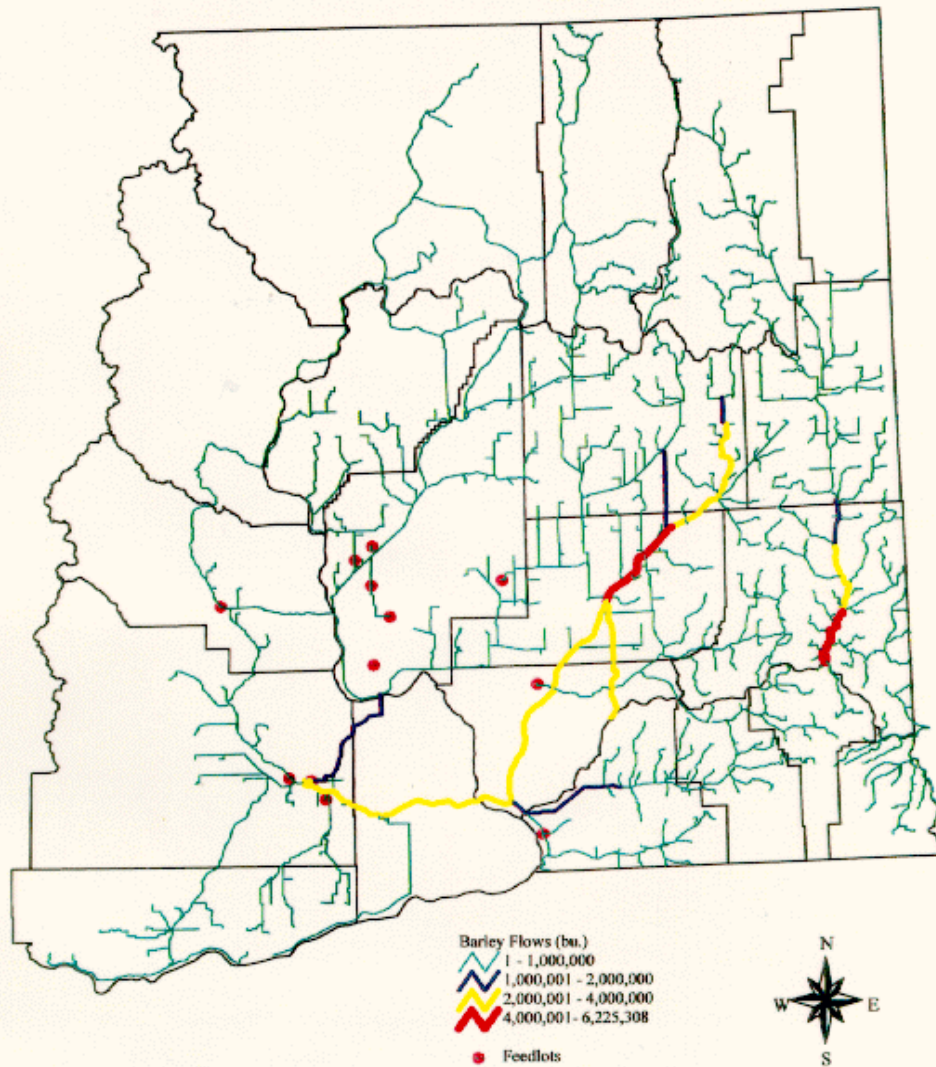 Barley Flows (bu.)
1 - 1,000,000
1,000,001 - 2,000,000
2,000,001 - 4,000,000
4,000,001- 6,225,308
Feedlots
N
W E
S